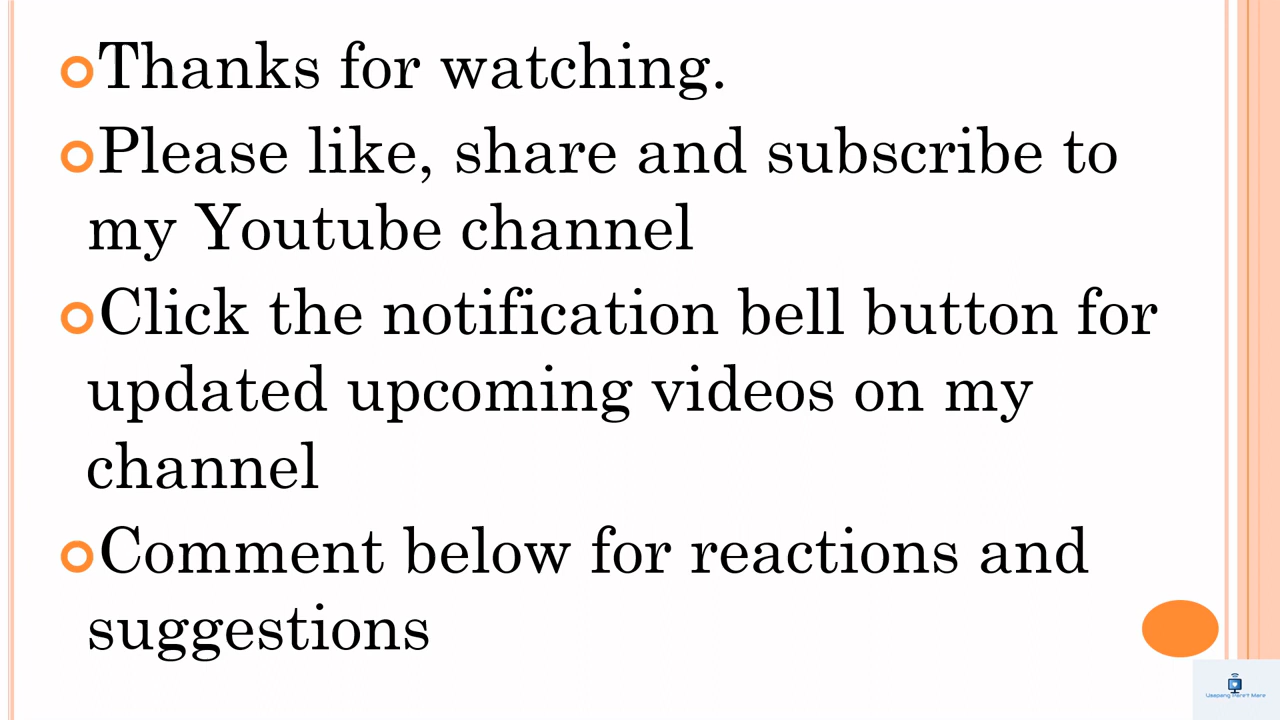 Thanks for watching.
Please like, share and subscribe to
my Youtube channel
Click the notification bell button for
updated upcoming videos on my
channel
Comment below for reactions and
suggestions